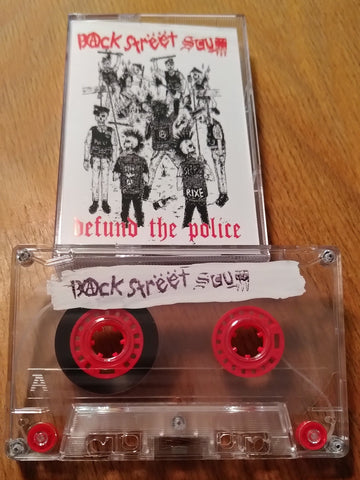 BAck Street Scum
RIXE
defund the police
BAck Street Scum
A